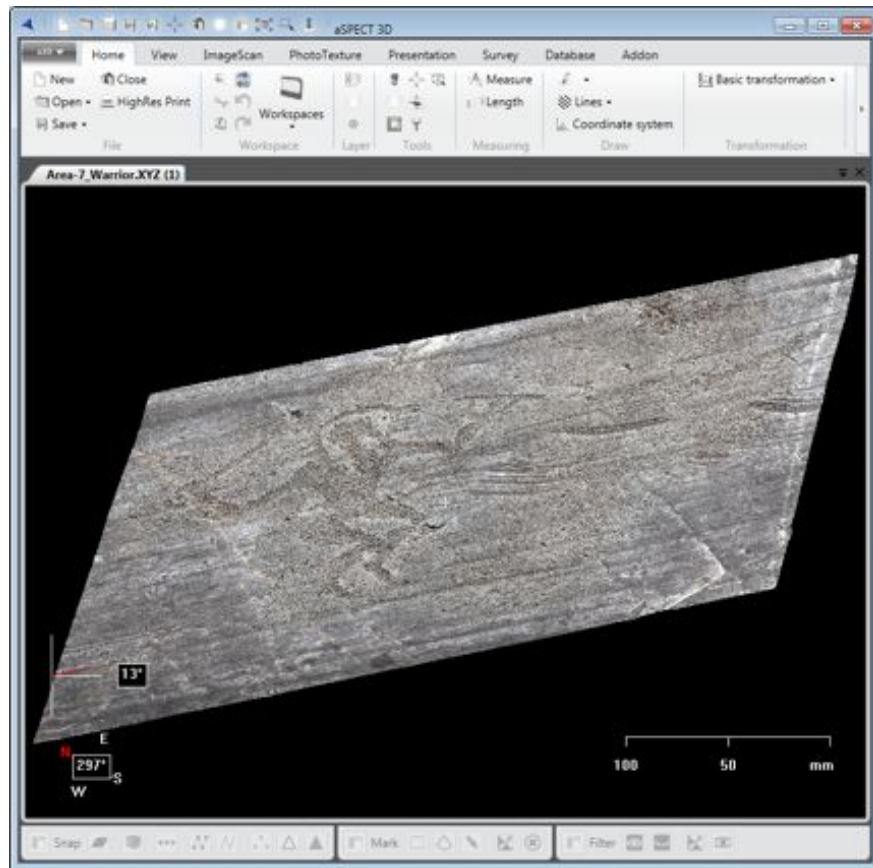 aSPECT 3D
Home View ImageScan PhotoTexture Presentation Survey Database Addon
New Close Measure Basic transformation
Open HighRes Print Workspaces Length Lines
Save Coordinate system
File Workspace Layer Tools Measuring Draw Transformation
Area-7_Warrior.XYZ (1)
13°
N E
297° S
W
100 50 mm
Snap Mark Filter